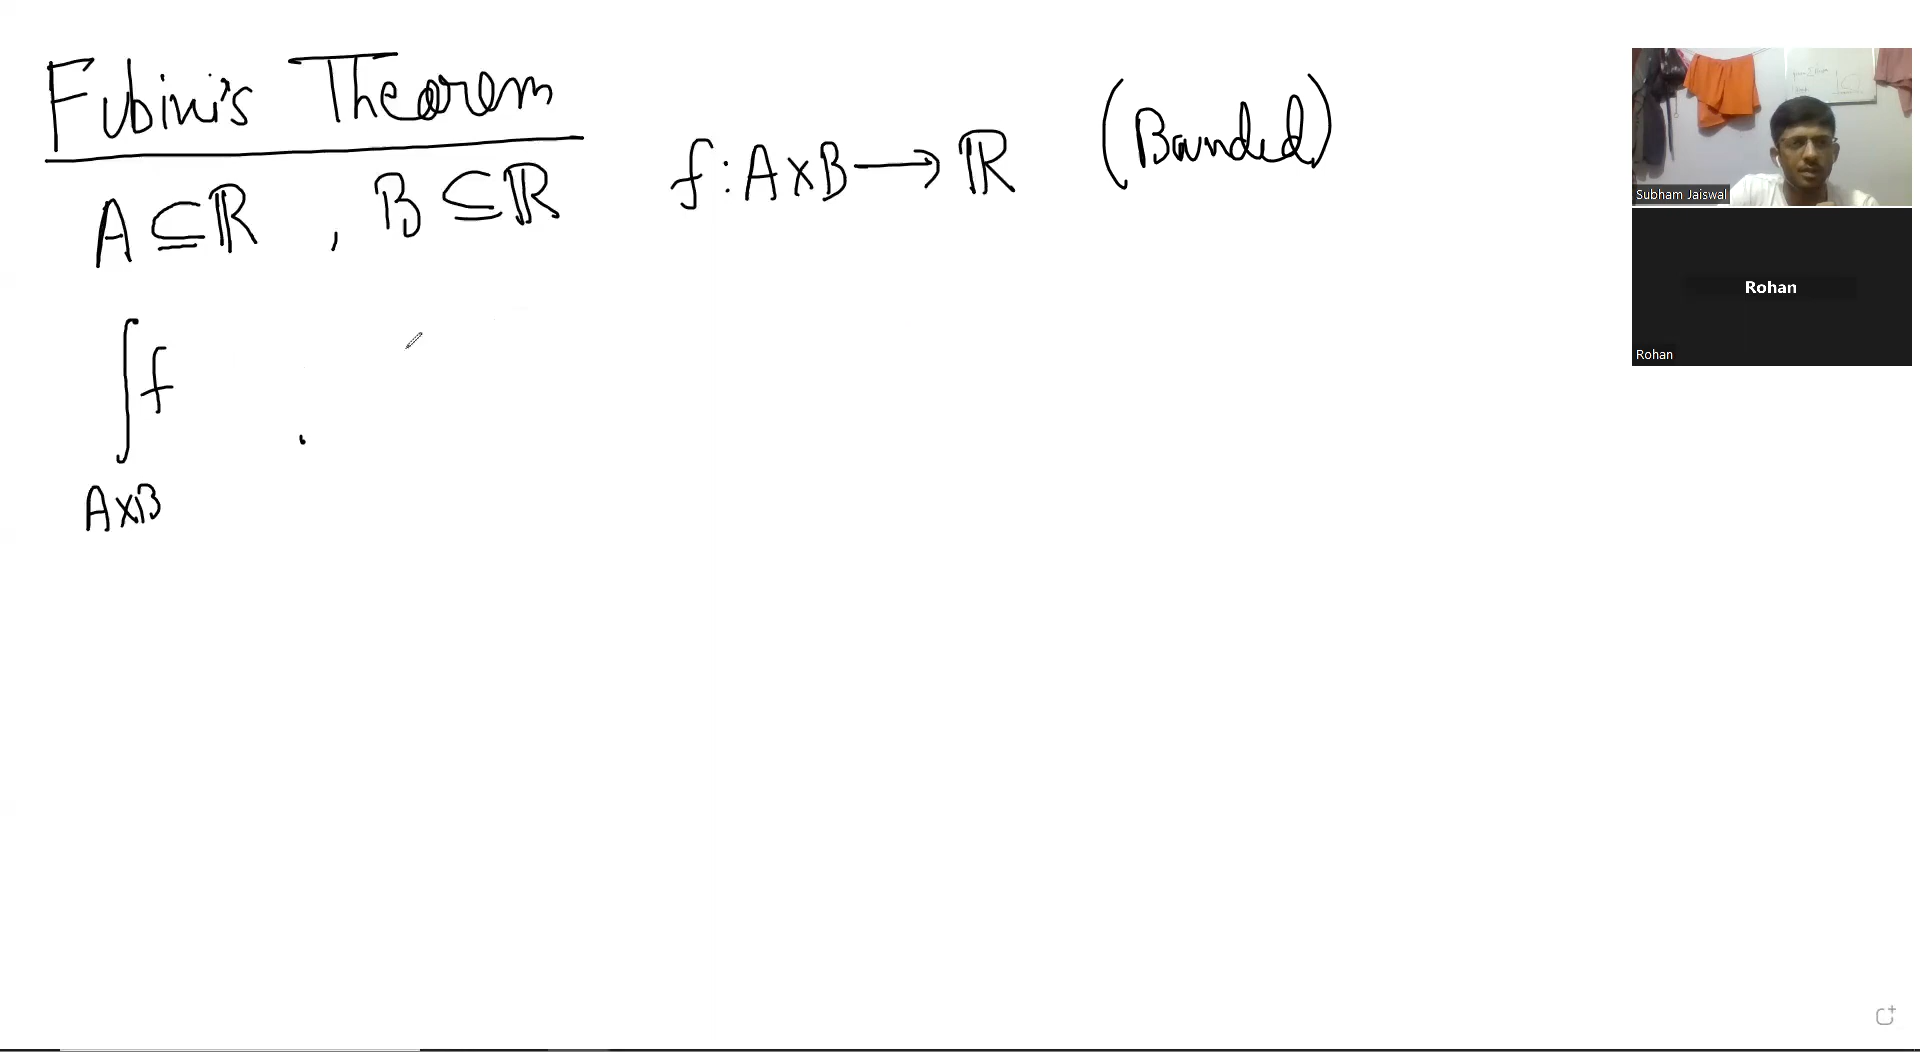 Fubini's Theorem
A ⊆ ℝ , B ⊆ ℝ f : A × B ⟶ ℝ (Bounded)
∫ f
A×B
Subham Jaiswal
Rohan
Rohan